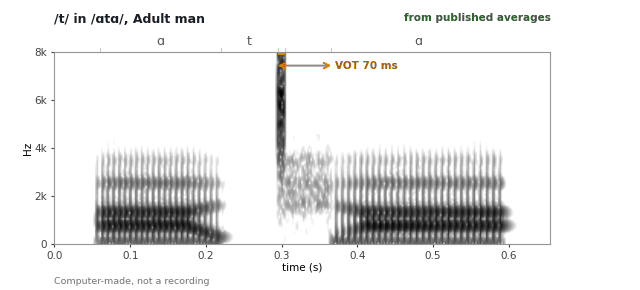 /t/ in /ɑtɑ/, Adult man
from published averages
ɑ t ɑ
8k
6k
4k
2k
0
Hz
VOT 70 ms
0.0 0.1 0.2 0.3 0.4 0.5 0.6
time (s)
Computer-made, not a recording